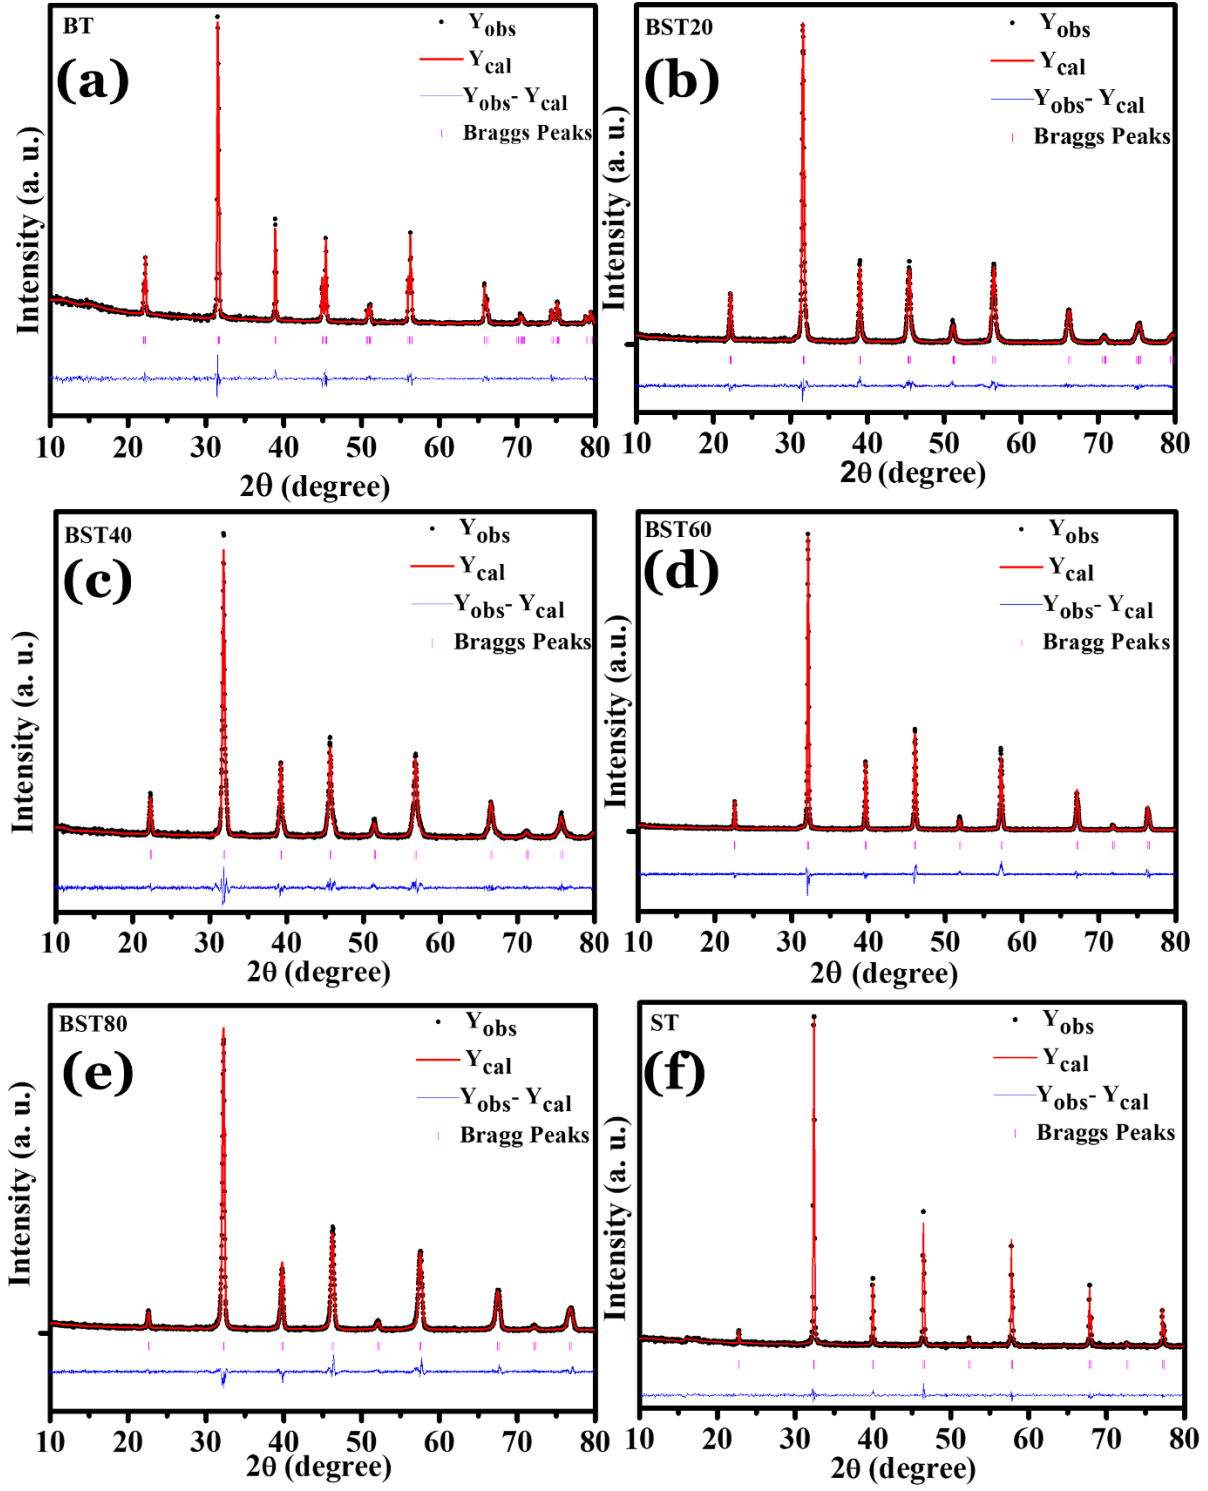 BT
(a)
Yobs
Ycal
Yobs- Ycal
Braggs Peaks
Intensity (a. u.)
10 20 30 40 50 60 70 80
2θ (degree)
BST20
(b)
Yobs
Ycal
Yobs- Ycal
Braggs Peaks
Intensity (a. u.)
10 20 30 40 50 60 70 80
2θ (degree)
BST40
(c)
Yobs
Ycal
Yobs- Ycal
Braggs Peaks
Intensity (a. u.)
10 20 30 40 50 60 70 80
2θ (degree)
BST60
(d)
Yobs
Ycal
Yobs- Ycal
Bragg Peaks
Intensity (a.u.)
10 20 30 40 50 60 70 80
2θ (degree)
BST80
(e)
Yobs
Ycal
Yobs- Ycal
Bragg Peaks
Intensity (a. u.)
10 20 30 40 50 60 70 80
2θ (degree)
ST
(f)
Yobs
Ycal
Yobs- Ycal
Braggs Peaks
Intensity (a. u.)
10 20 30 40 50 60 70 80
2θ (degree)